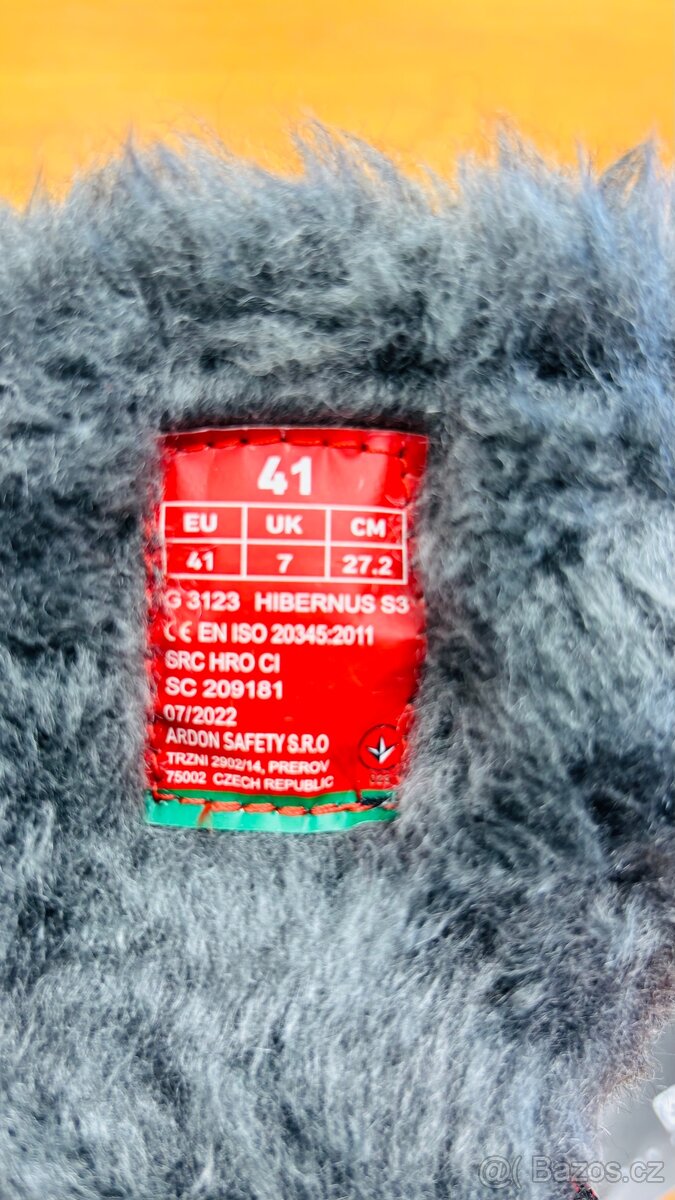 41
EU UK CM
41 7 27.2
G 3123 HIBERNUS S3
CE EN ISO 20345:2011
SRC HRO CI
SC 209181
07/2022
ARDON SAFETY S.R.O
TRZNI 2902/14, PREROV
75002 CZECH REPUBLIC
@( Bazos.cz